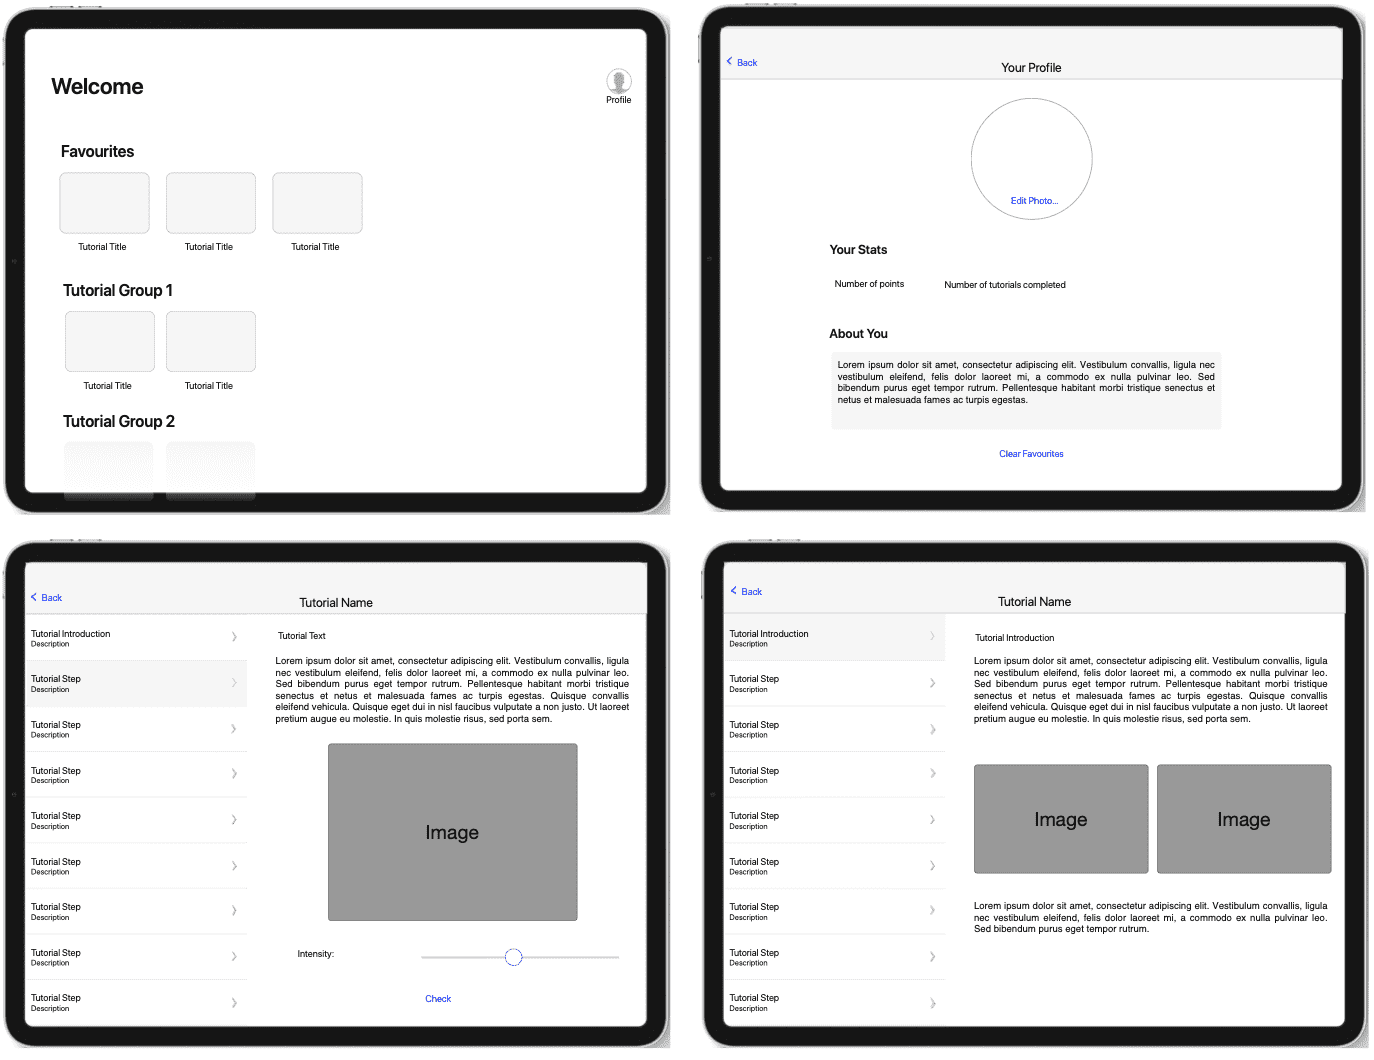 Welcome
Profile
Favourites
Tutorial Title Tutorial Title Tutorial Title
Tutorial Group 1
Tutorial Title Tutorial Title
Tutorial Group 2
Back
Your Profile
Edit Photo...
Your Stats
Number of points Number of tutorials completed
About You
Lorem ipsum dolor sit amet, consectetur adipiscing elit. Vestibulum convallis, ligula nec
vestibulum eleifend, felis dolor laoreet mi, a commodo ex nulla pulvinar leo. Sed
bibendum purus eget tempor rutrum. Pellentesque habitant morbi tristique senectus et
netus et malesuada fames ac turpis egestas.
Clear Favourites
Back
Tutorial Name
Tutorial Introduction
Description
Tutorial Step
Description
Tutorial Step
Description
Tutorial Step
Description
Tutorial Step
Description
Tutorial Step
Description
Tutorial Step
Description
Tutorial Step
Description
Tutorial Step
Description
Tutorial Text
Lorem ipsum dolor sit amet, consectetur adipiscing elit. Vestibulum convallis, ligula
nec vestibulum eleifend, felis dolor laoreet mi, a commodo ex nulla pulvinar leo.
Sed bibendum purus eget tempor rutrum. Pellentesque habitant morbi tristique
senectus et netus et malesuada fames ac turpis egestas. Quisque convallis
eleifend vehicula. Quisque eget dui in nisl faucibus vulputate a non justo. Ut laoreet
pretium augue eu molestie. In quis molestie risus, sed porta sem.
Image
Intensity:
Check
Back
Tutorial Name
Tutorial Introduction
Description
Tutorial Step
Description
Tutorial Step
Description
Tutorial Step
Description
Tutorial Step
Description
Tutorial Step
Description
Tutorial Step
Description
Tutorial Step
Description
Tutorial Step
Description
Tutorial Introduction
Lorem ipsum dolor sit amet, consectetur adipiscing elit. Vestibulum convallis, ligula
nec vestibulum eleifend, felis dolor laoreet mi, a commodo ex nulla pulvinar leo.
Sed bibendum purus eget tempor rutrum. Pellentesque habitant morbi tristique
senectus et netus et malesuada fames ac turpis egestas. Quisque convallis
eleifend vehicula. Quisque eget dui in nisl faucibus vulputate a non justo. Ut laoreet
pretium augue eu molestie. In quis molestie risus, sed porta sem.
Image Image
Lorem ipsum dolor sit amet, consectetur adipiscing elit. Vestibulum convallis, ligula
nec vestibulum eleifend, felis dolor laoreet mi, a commodo ex nulla pulvinar leo.
Sed bibendum purus eget tempor rutrum.